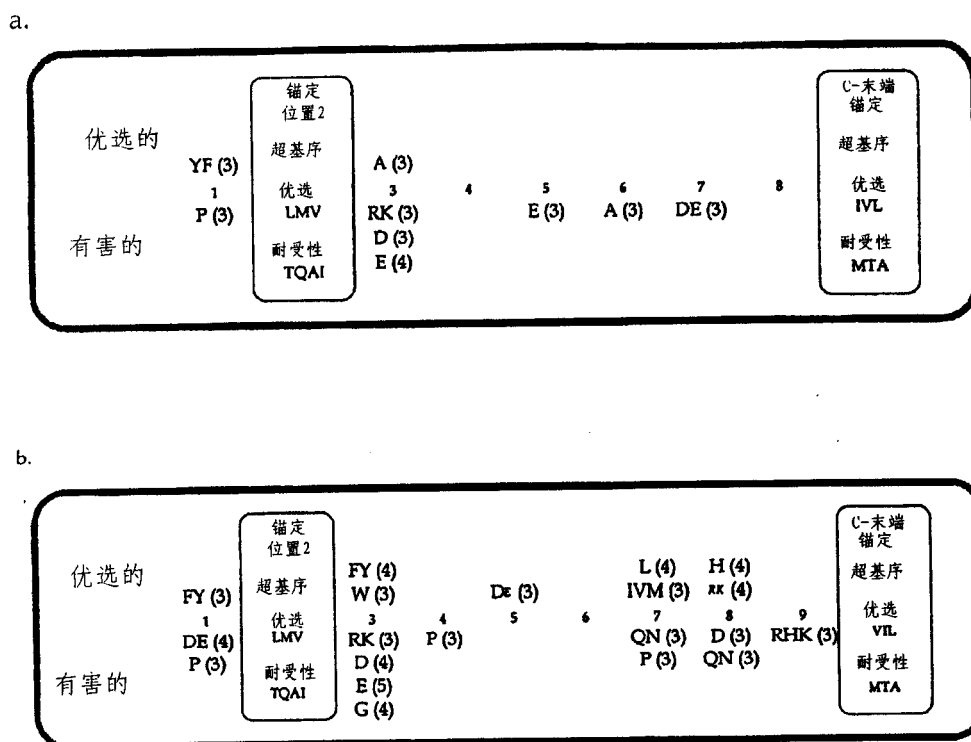 a.
锚定
位置2
C-末端
锚定
优选的
超基序
超基序
YF (3)
A (3)
1
优选
3
4
5
6
7
8
优选
P (3)
LMV
RK (3)
E (3)
A (3)
DE (3)
IVL
D (3)
有害的
耐受性
耐受性
E (4)
TQAI
MTA
b.
锚定
位置2
C-末端
锚定
优选的
FY (4)
L (4)
H (4)
超基序
FY (3)
超基序
W (3)
DE (3)
IVM (3)
RK (4)
1
优选
3
4
5
6
7
8
9
优选
DE (4)
LMV
RK (3)
P (3)
QN (3)
D (3)
RHK (3)
VIL
P (3)
D (4)
P (3)
QN (3)
有害的
耐受性
耐受性
E (5)
TQAI
MTA
G (4)